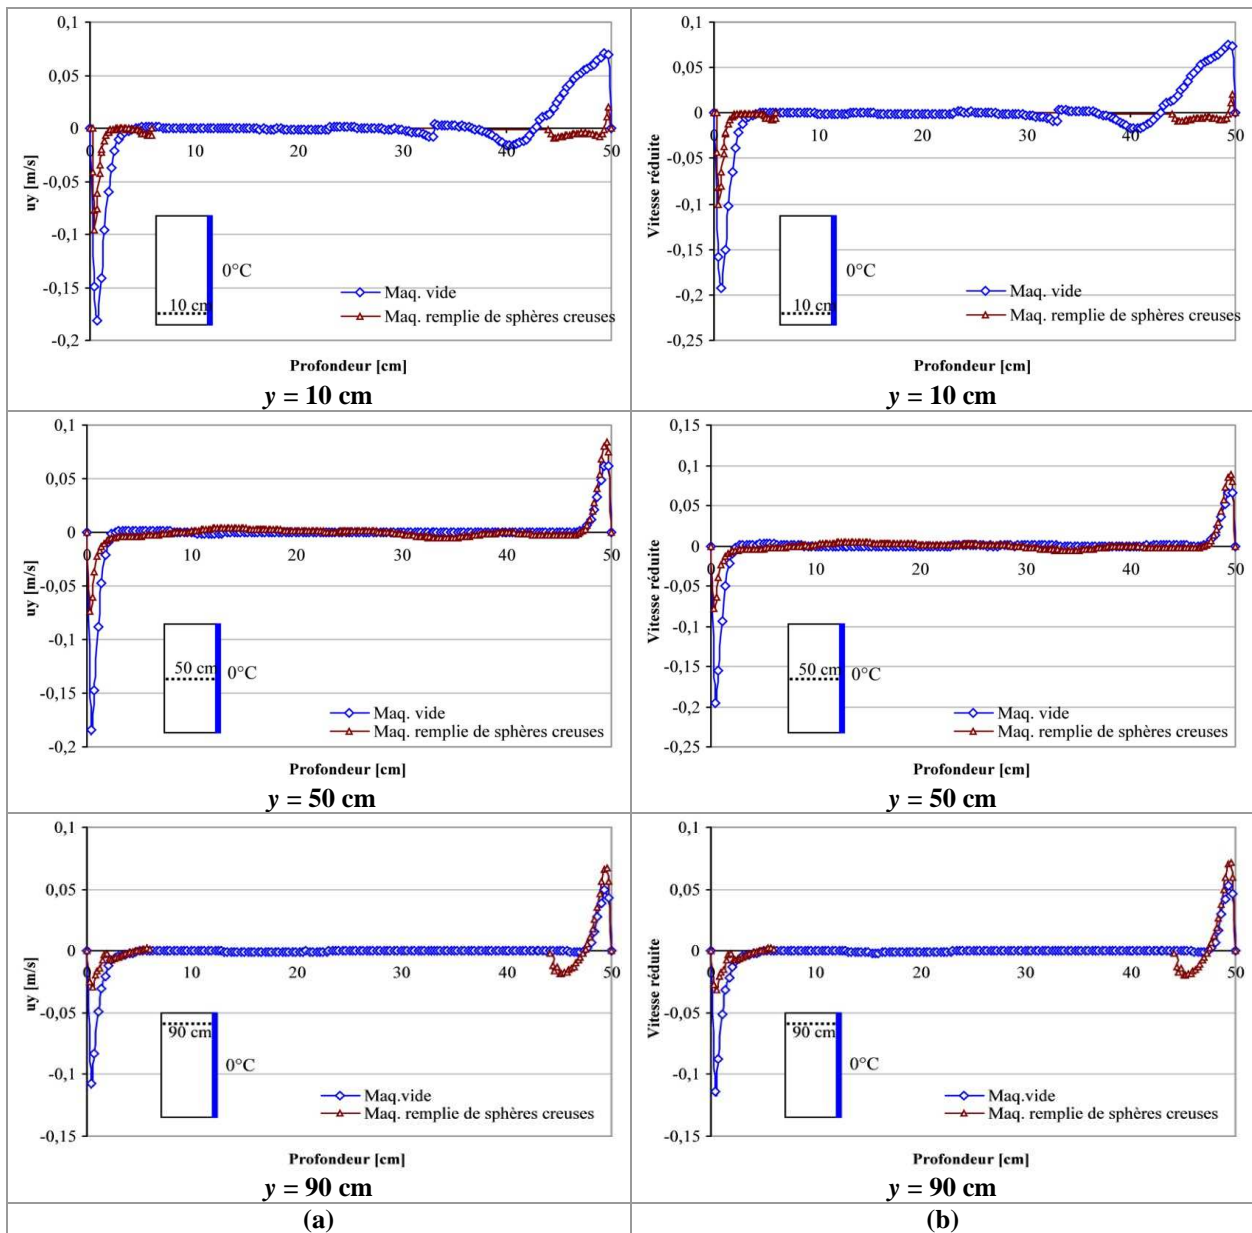 0,1
0,05
0
-0,05
-0,1
-0,15
-0,2
uy [m/s]
0 10 20 30 40 50
10 cm
0°C
Maq. vide
Maq. remplie de sphères creuses
Profondeur [cm]
y = 10 cm
0,1
0,05
0
-0,05
-0,1
-0,15
-0,2
-0,25
Vitesse réduite
0 10 20 30 40 50
10 cm
0°C
Maq. vide
Maq. remplie de sphères creuses
Profondeur [cm]
y = 10 cm
0,1
0,05
0
-0,05
-0,1
-0,15
-0,2
uy [m/s]
0 10 20 30 40 50
50 cm
0°C
Maq. vide
Maq. remplie de sphères creuses
Profondeur [cm]
y = 50 cm
0,15
0,1
0,05
0
-0,05
-0,1
-0,15
-0,2
-0,25
Vitesse réduite
0 10 20 30 40 50
50 cm
0°C
Maq. vide
Maq. remplie de sphères creuses
Profondeur [cm]
y = 50 cm
0,1
0,05
0
-0,05
-0,1
-0,15
uy [m/s]
0 10 20 30 40 50
90 cm
0°C
Maq.vide
Maq. remplie de sphères creuses
Profondeur [cm]
y = 90 cm
0,1
0,05
0
-0,05
-0,1
-0,15
Vitesse réduite
0 10 20 30 40 50
90 cm
0°C
Maq.vide
Maq. remplie de sphères creuses
Profondeur [cm]
y = 90 cm
(a)
(b)